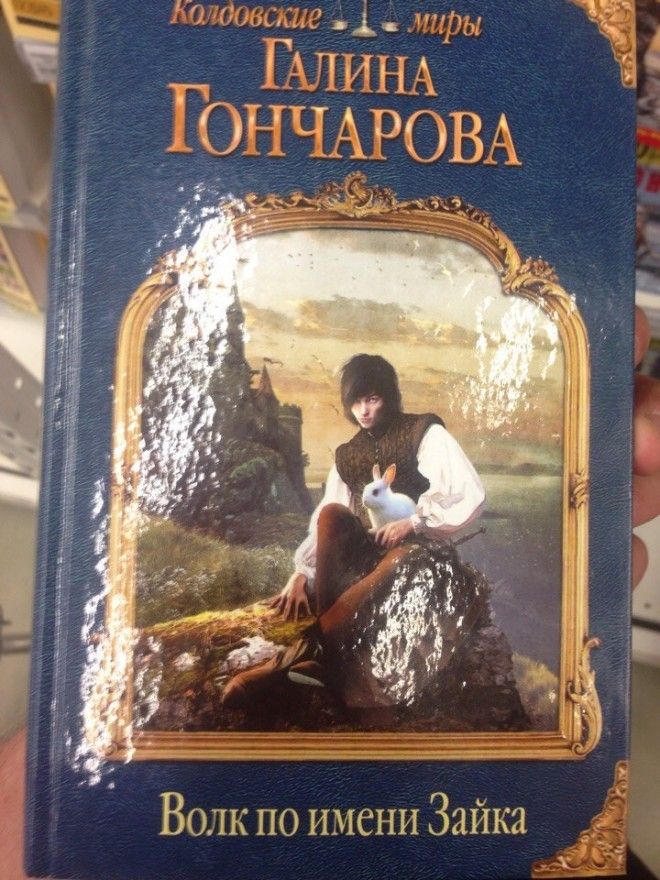 Колдовские миры
ГАЛИНА
ГОНЧАРОВА
ВОЛК ПО ИМЕНИ ЗАЙКА